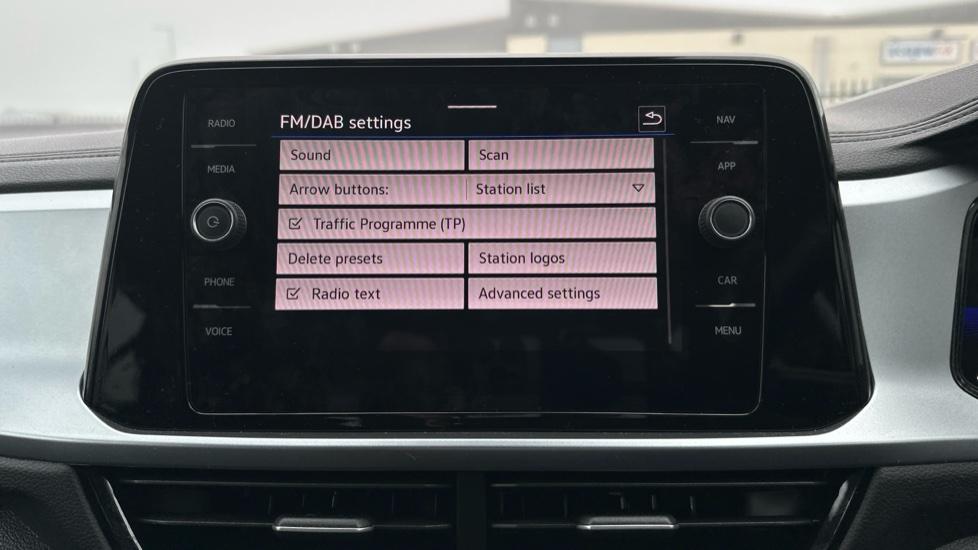 FM/DAB settings
RADIO
NAV
Sound
Scan
MEDIA
APP
Arrow buttons:
Station list
Traffic Programme (TP)
Delete presets
Station logos
PHONE
CAR
Radio text
Advanced settings
VOICE
MENU